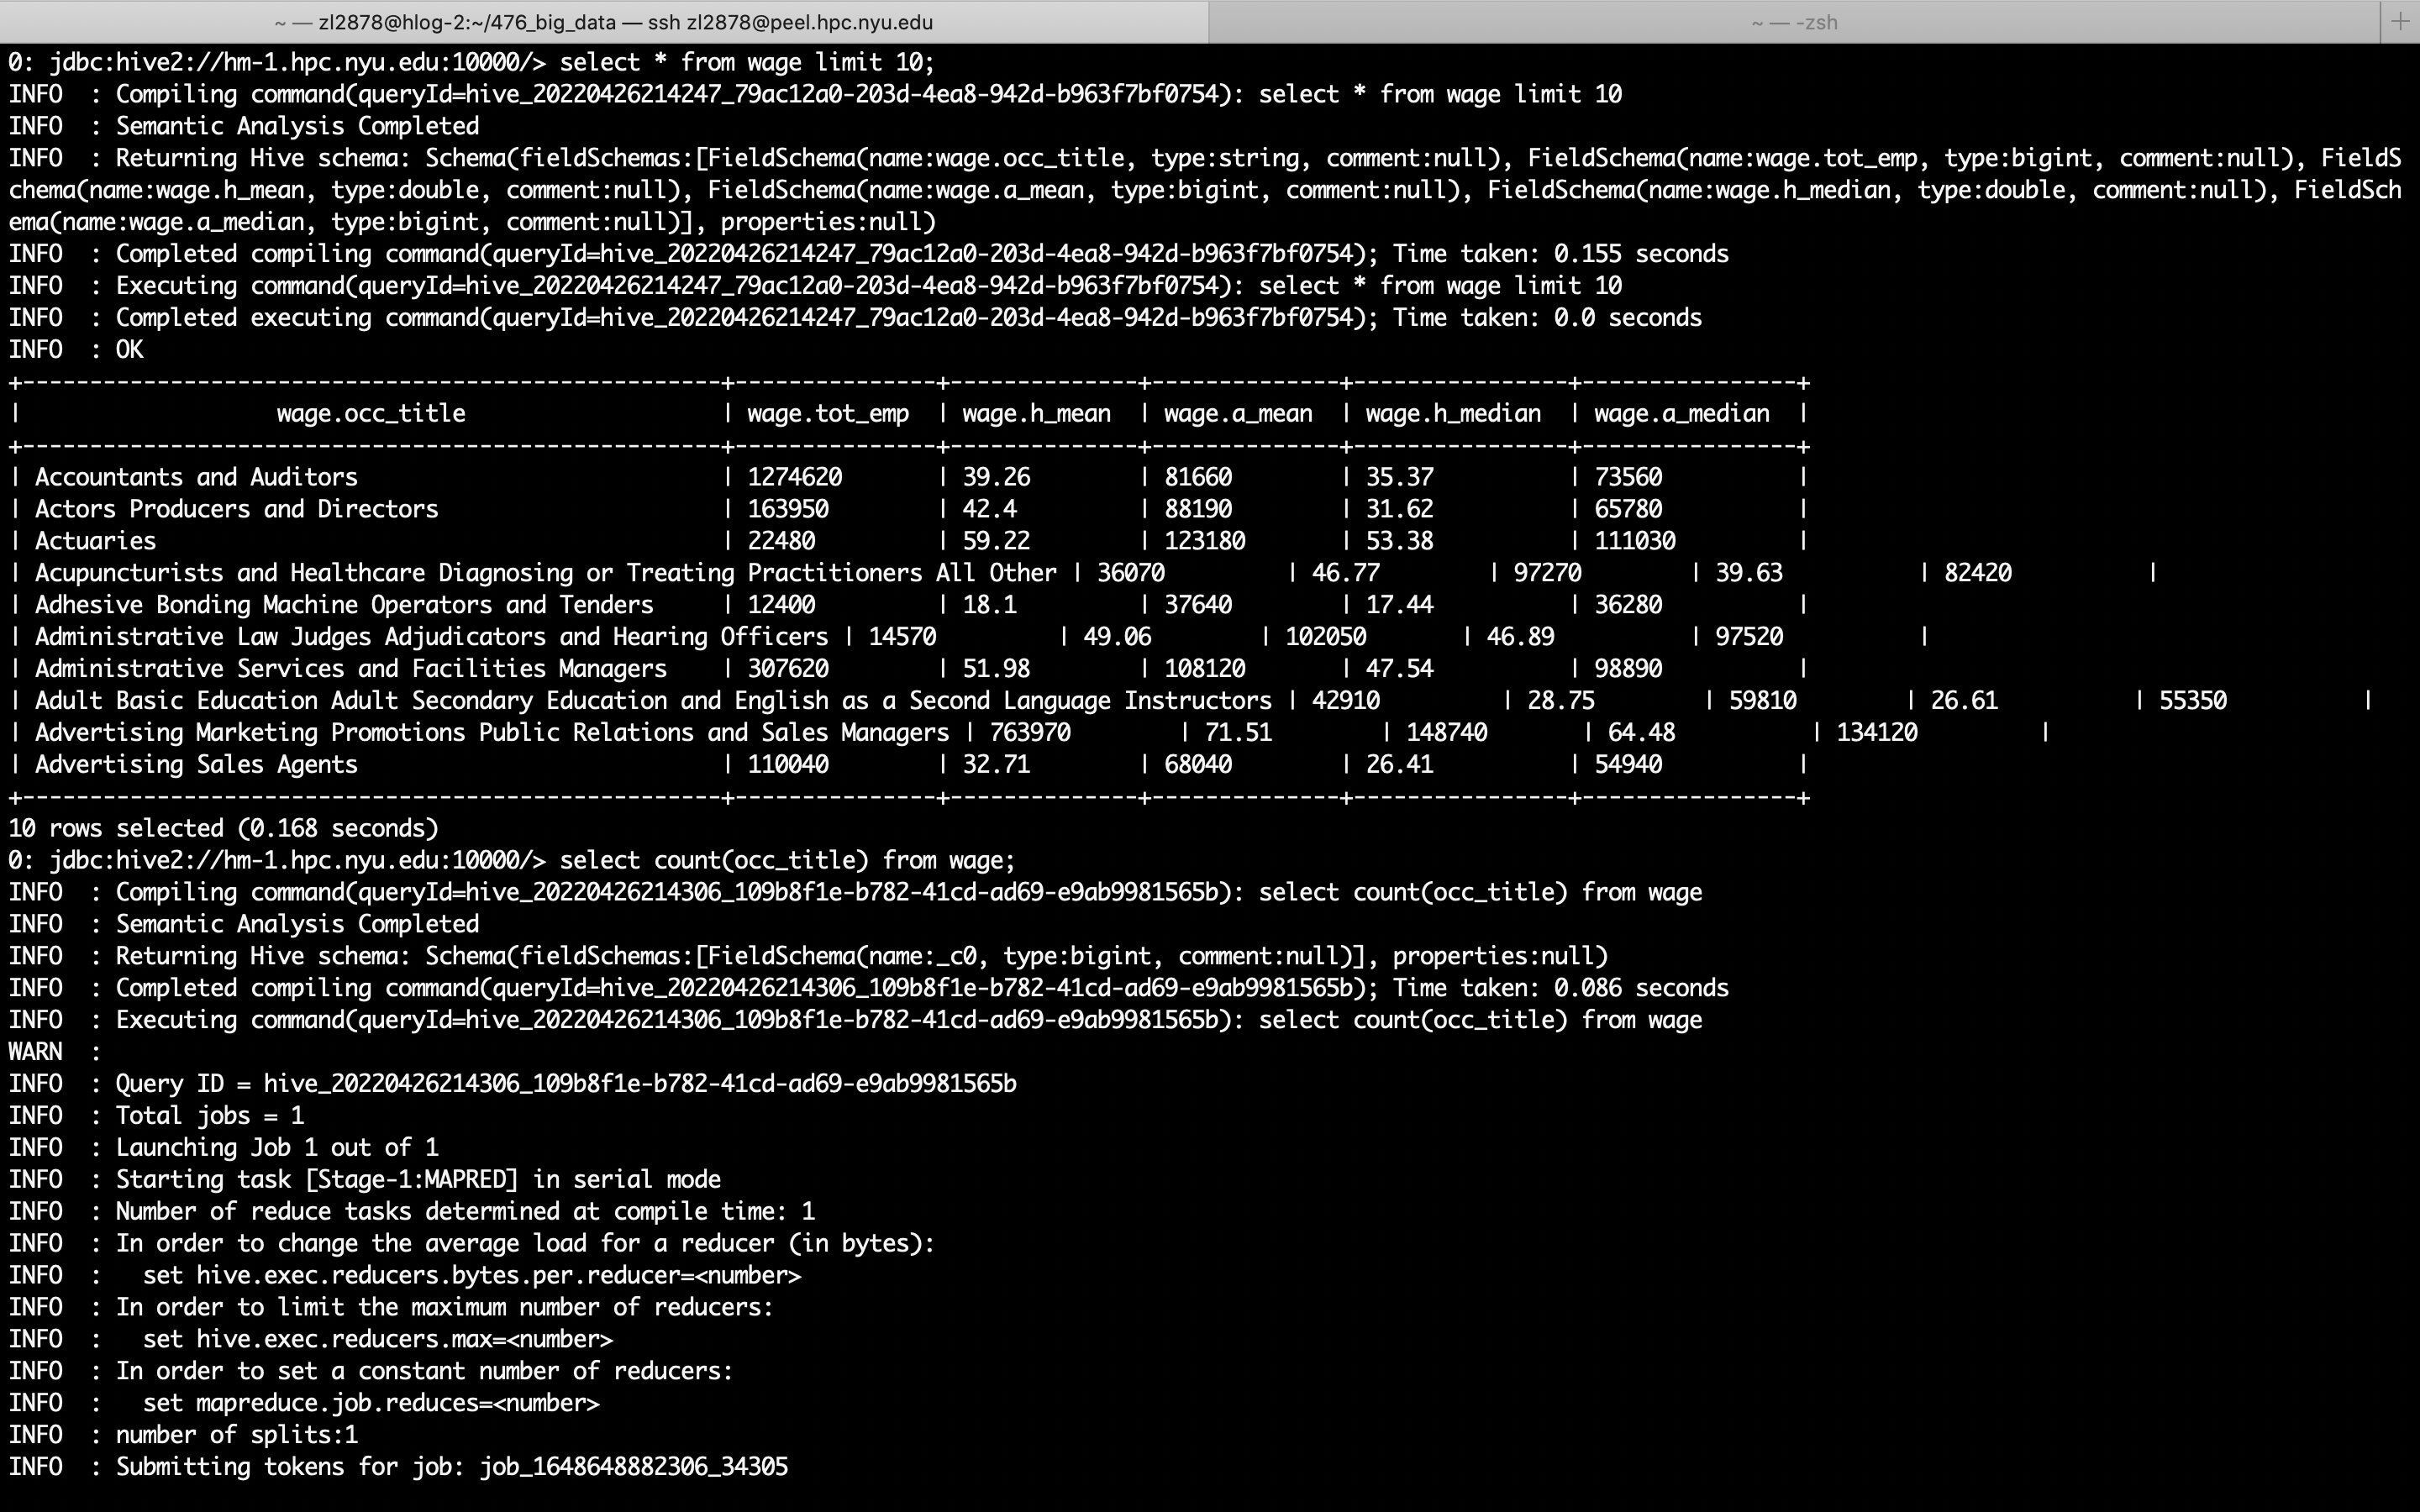 ~ — zl2878@hlog-2:~/476_big_data — ssh zl2878@peel.hpc.nyu.edu
~ — -zsh
+
0: jdbc:hive2://hm-1.hpc.nyu.edu:10000/> select * from wage limit 10;
INFO  : Compiling command(queryId=hive_20220426214247_79ac12a0-203d-4ea8-942d-b963f7bf0754): select * from wage limit 10
INFO  : Semantic Analysis Completed
INFO  : Returning Hive schema: Schema(fieldSchemas:[FieldSchema(name:wage.occ_title, type:string, comment:null), FieldSchema(name:wage.tot_emp, type:bigint, comment:null), FieldS
chema(name:wage.h_mean, type:double, comment:null), FieldSchema(name:wage.a_mean, type:bigint, comment:null), FieldSchema(name:wage.h_median, type:double, comment:null), FieldSch
ema(name:wage.a_median, type:bigint, comment:null)], properties:null)
INFO  : Completed compiling command(queryId=hive_20220426214247_79ac12a0-203d-4ea8-942d-b963f7bf0754); Time taken: 0.155 seconds
INFO  : Executing command(queryId=hive_20220426214247_79ac12a0-203d-4ea8-942d-b963f7bf0754): select * from wage limit 10
INFO  : Completed executing command(queryId=hive_20220426214247_79ac12a0-203d-4ea8-942d-b963f7bf0754); Time taken: 0.0 seconds
INFO  : OK
+----------------------------------------------------+---------------+--------------+--------------+----------------+----------------+
|                   wage.occ_title                   | wage.tot_emp  | wage.h_mean  | wage.a_mean  | wage.h_median  | wage.a_median  |
+----------------------------------------------------+---------------+--------------+--------------+----------------+----------------+
| Accountants and Auditors                           | 1274620       | 39.26        | 81660        | 35.37          | 73560          |
| Actors Producers and Directors                     | 163950        | 42.4         | 88190        | 31.62          | 65780          |
| Actuaries                                          | 22480         | 59.22        | 123180       | 53.38          | 111030         |
| Acupuncturists and Healthcare Diagnosing or Treating Practitioners All Other | 36070         | 46.77        | 97270        | 39.63          | 82420          |
| Adhesive Bonding Machine Operators and Tenders     | 12400         | 18.1         | 37640        | 17.44          | 36280          |
| Administrative Law Judges Adjudicators and Hearing Officers | 14570         | 49.06        | 102050       | 46.89          | 97520          |
| Administrative Services and Facilities Managers    | 307620        | 51.98        | 108120       | 47.54          | 98890          |
| Adult Basic Education Adult Secondary Education and English as a Second Language Instructors | 42910         | 28.75        | 59810        | 26.61          | 55350          |
| Advertising Marketing Promotions Public Relations and Sales Managers | 763970        | 71.51        | 148740       | 64.48          | 134120         |
| Advertising Sales Agents                           | 110040        | 32.71        | 68040        | 26.41          | 54940          |
+----------------------------------------------------+---------------+--------------+--------------+----------------+----------------+
10 rows selected (0.168 seconds)
0: jdbc:hive2://hm-1.hpc.nyu.edu:10000/> select count(occ_title) from wage;
INFO  : Compiling command(queryId=hive_20220426214306_109b8f1e-b782-41cd-ad69-e9ab9981565b): select count(occ_title) from wage
INFO  : Semantic Analysis Completed
INFO  : Returning Hive schema: Schema(fieldSchemas:[FieldSchema(name:_c0, type:bigint, comment:null)], properties:null)
INFO  : Completed compiling command(queryId=hive_20220426214306_109b8f1e-b782-41cd-ad69-e9ab9981565b); Time taken: 0.086 seconds
INFO  : Executing command(queryId=hive_20220426214306_109b8f1e-b782-41cd-ad69-e9ab9981565b): select count(occ_title) from wage
WARN  :
INFO  : Query ID = hive_20220426214306_109b8f1e-b782-41cd-ad69-e9ab9981565b
INFO  : Total jobs = 1
INFO  : Launching Job 1 out of 1
INFO  : Starting task [Stage-1:MAPRED] in serial mode
INFO  : Number of reduce tasks determined at compile time: 1
INFO  : In order to change the average load for a reducer (in bytes):
INFO  :   set hive.exec.reducers.bytes.per.reducer=<number>
INFO  : In order to limit the maximum number of reducers:
INFO  :   set hive.exec.reducers.max=<number>
INFO  : In order to set a constant number of reducers:
INFO  :   set mapreduce.job.reduces=<number>
INFO  : number of splits:1
INFO  : Submitting tokens for job: job_1648648882306_34305